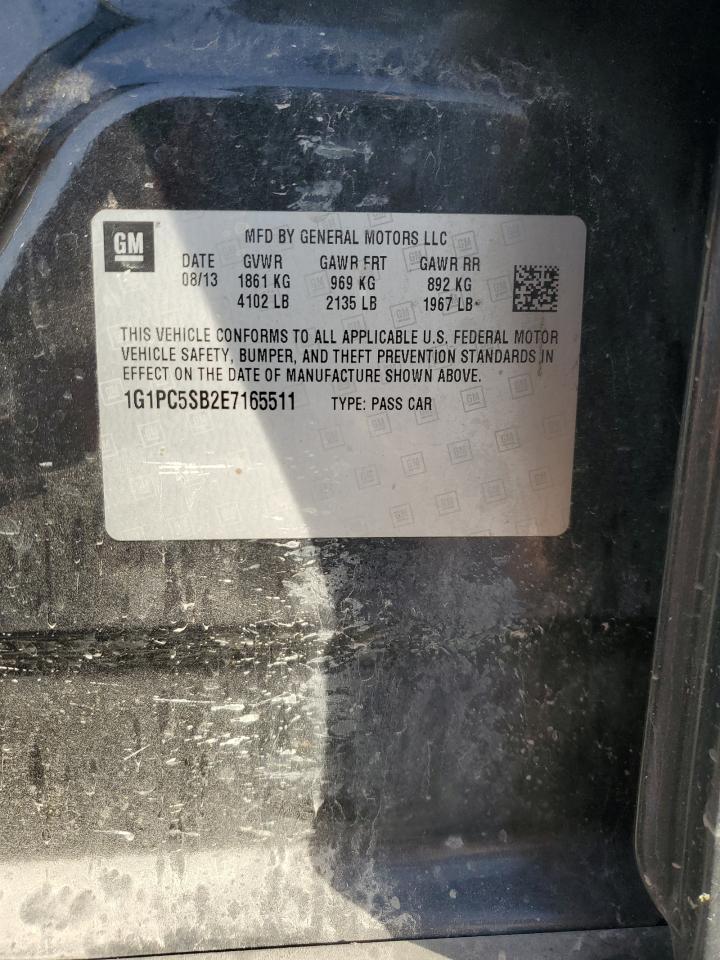 GM
MFD BY GENERAL MOTORS LLC
DATE GVWR GAWR FRT GAWR RR
08/13 1861 KG 969 KG 892 KG
4102 LB 2135 LB 1967 LB
THIS VEHICLE CONFORMS TO ALL APPLICABLE U.S. FEDERAL MOTOR
VEHICLE SAFETY, BUMPER, AND THEFT PREVENTION STANDARDS IN
EFFECT ON THE DATE OF MANUFACTURE SHOWN ABOVE.
1G1PC5SB2E7165511 TYPE: PASS CAR